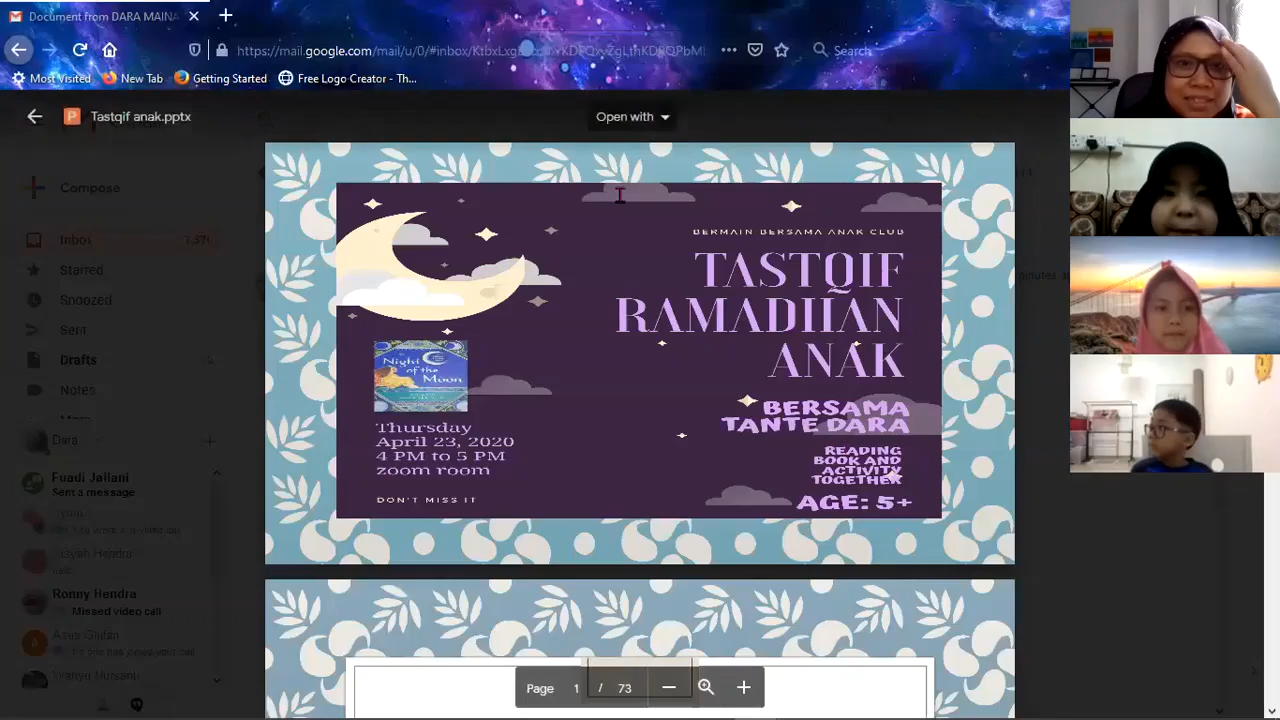 Document from DARA MAINA
https://mail.google.com/mail/u/0/#inbox/
Search
Most Visited
New Tab
Getting Started
Free Logo Creator - Th...
Tastqif anak.pptx
Open with
Compose
Inbox
Starred
Snoozed
Sent
Drafts
Notes
More
Dara
Fuadi Jailani
Sent a message
Aisyah Hendra
Ronny Hendra
Missed video call
BERMAIN BERSAMA ANAK CLUB
TASTQIF
RAMADHAN
ANAK
BERSAMA
TANTE DARA
READING
BOOK AND
ACTIVITY
TOGETHER
AGE: 5+
Night
of the
Moon
Thursday
April 23, 2020
4 PM to 5 PM
zoom room
DON'T MISS IT
Page 1 / 73